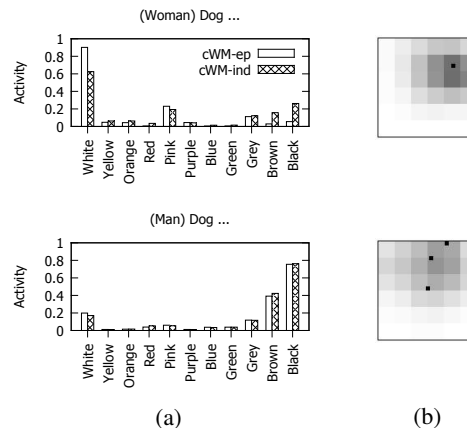 (Woman) Dog ...
Activity
1
0.8
0.6
0.4
0.2
0
cWM-ep
cWM-ind
White
Yellow
Orange
Red
Pink
Purple
Blue
Green
Grey
Brown
Black
(Man) Dog ...
Activity
1
0.8
0.6
0.4
0.2
0
White
Yellow
Orange
Red
Pink
Purple
Blue
Green
Grey
Brown
Black
(a)
(b)